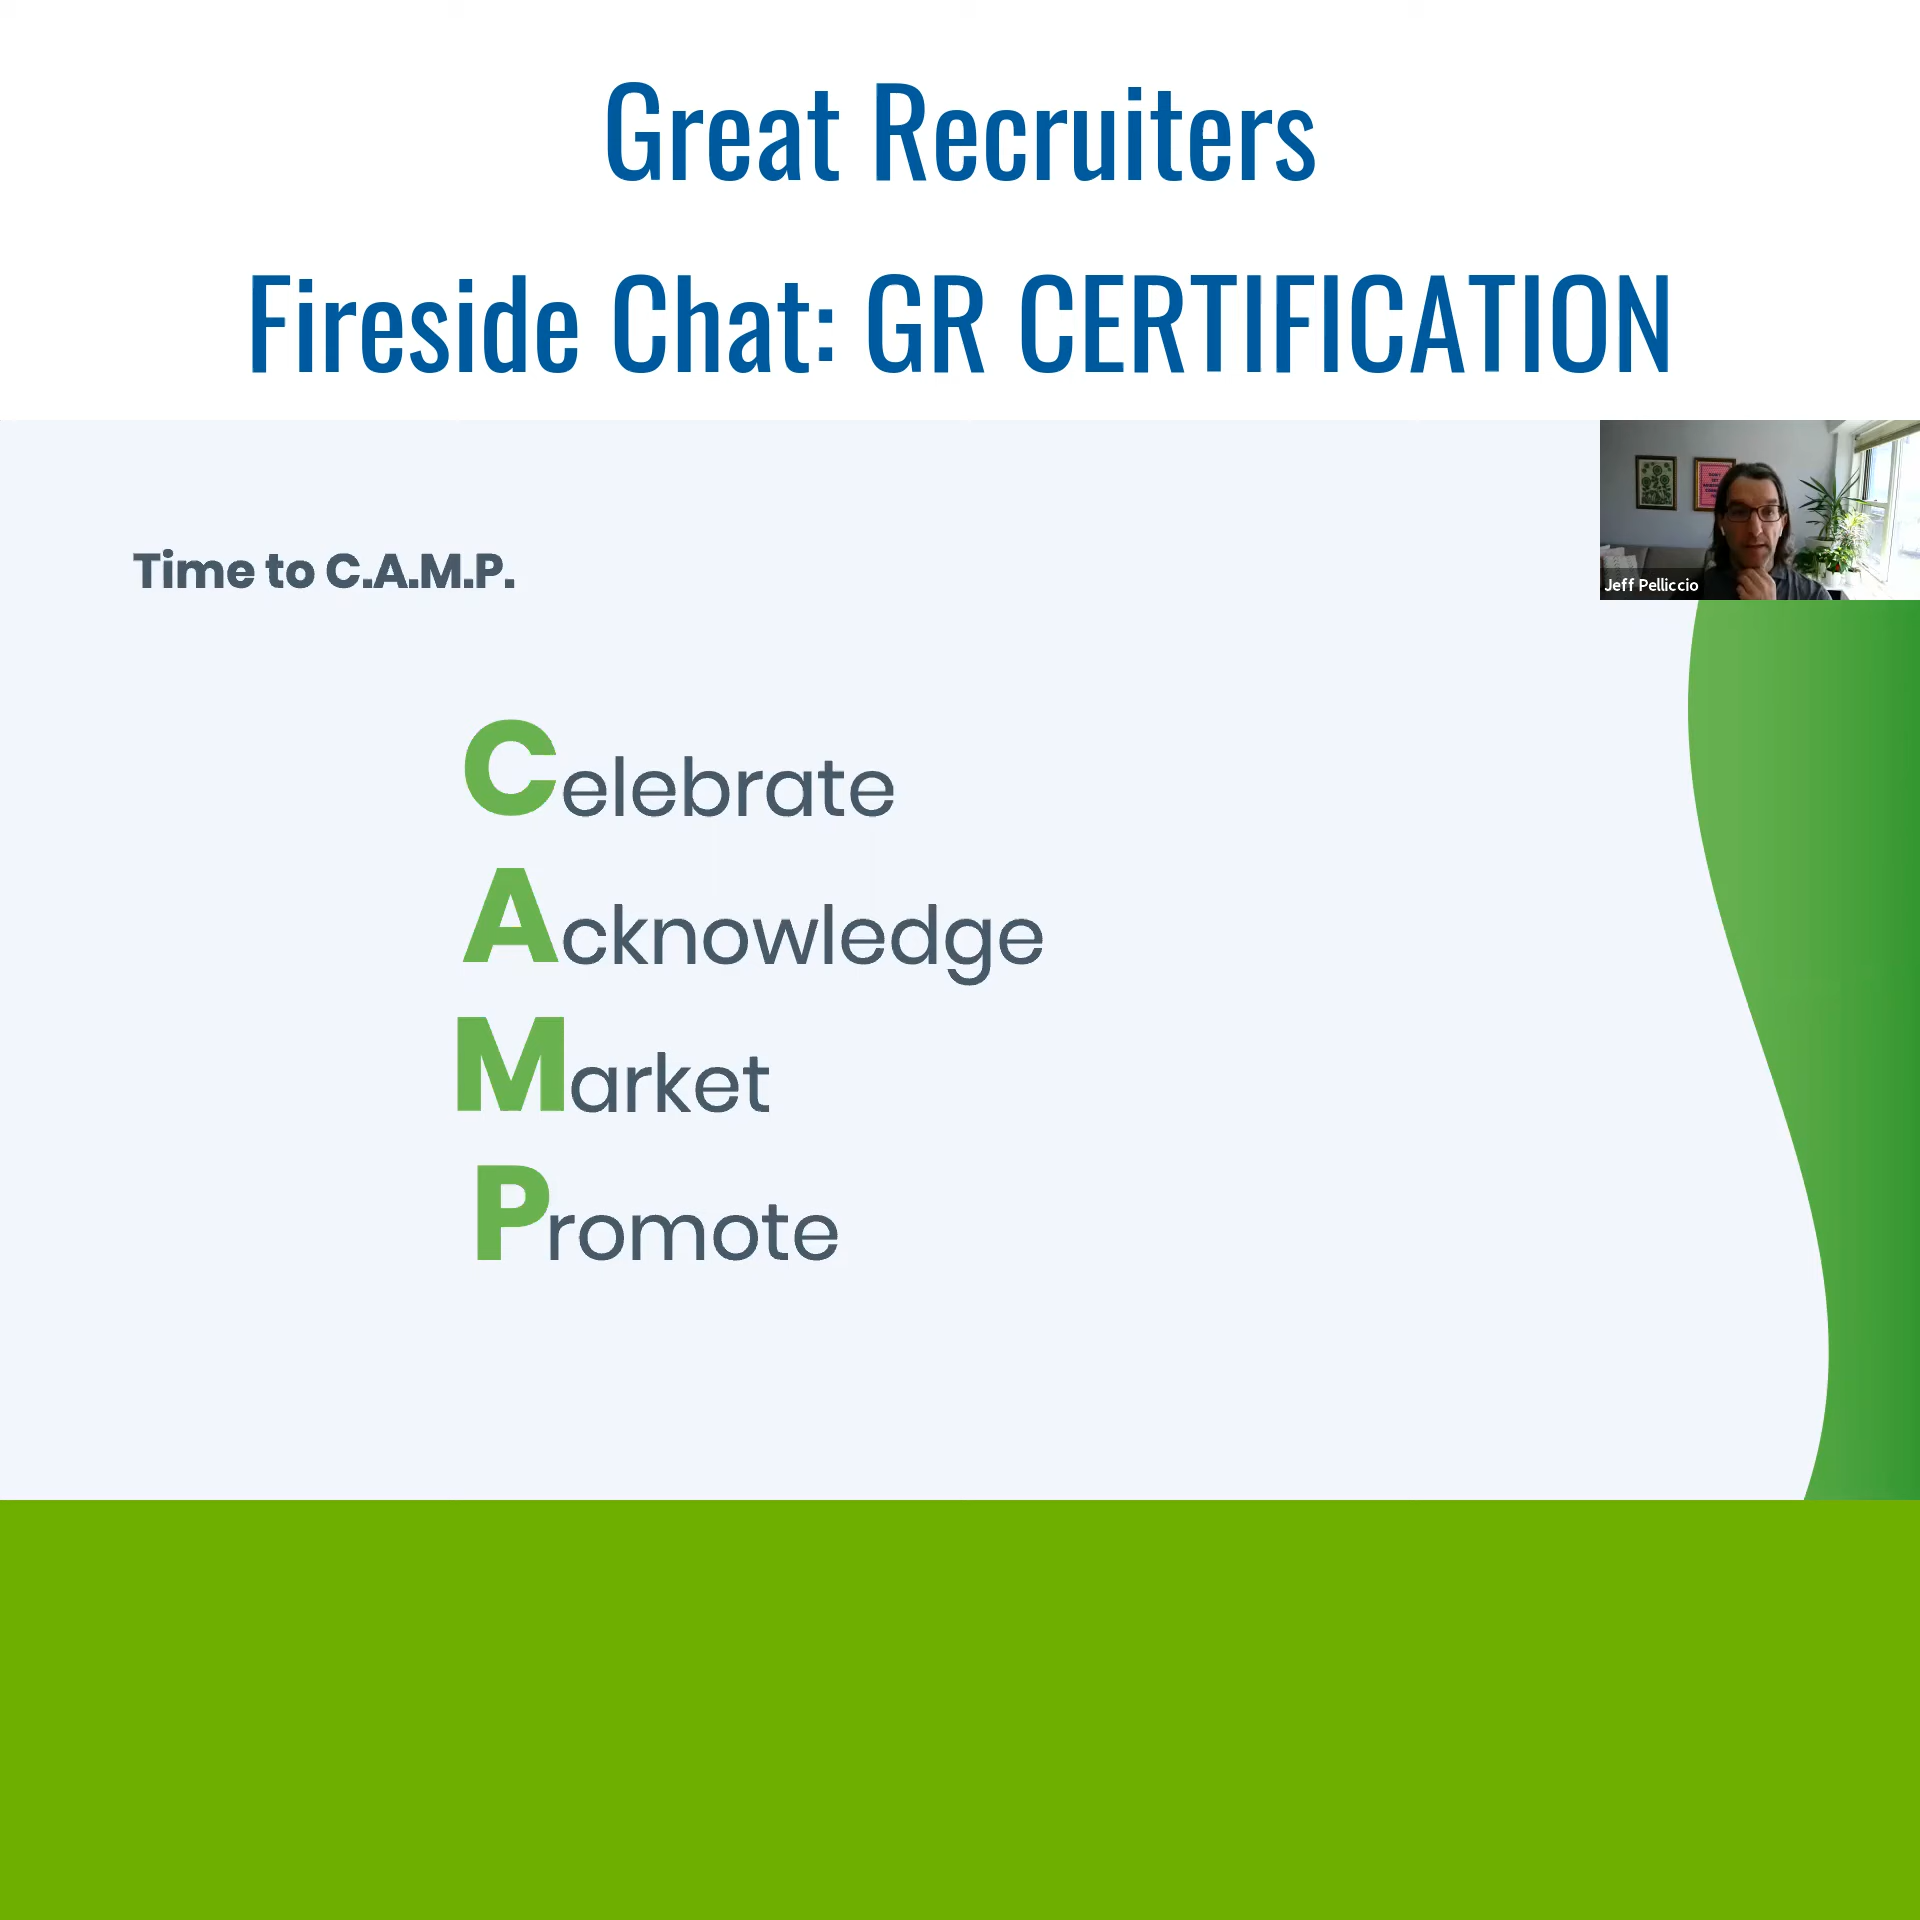 Great Recruiters
Fireside Chat: GR CERTIFICATION
Jeff Pelliccio
Time to C.A.M.P.
Celebrate
Acknowledge
Market
Promote